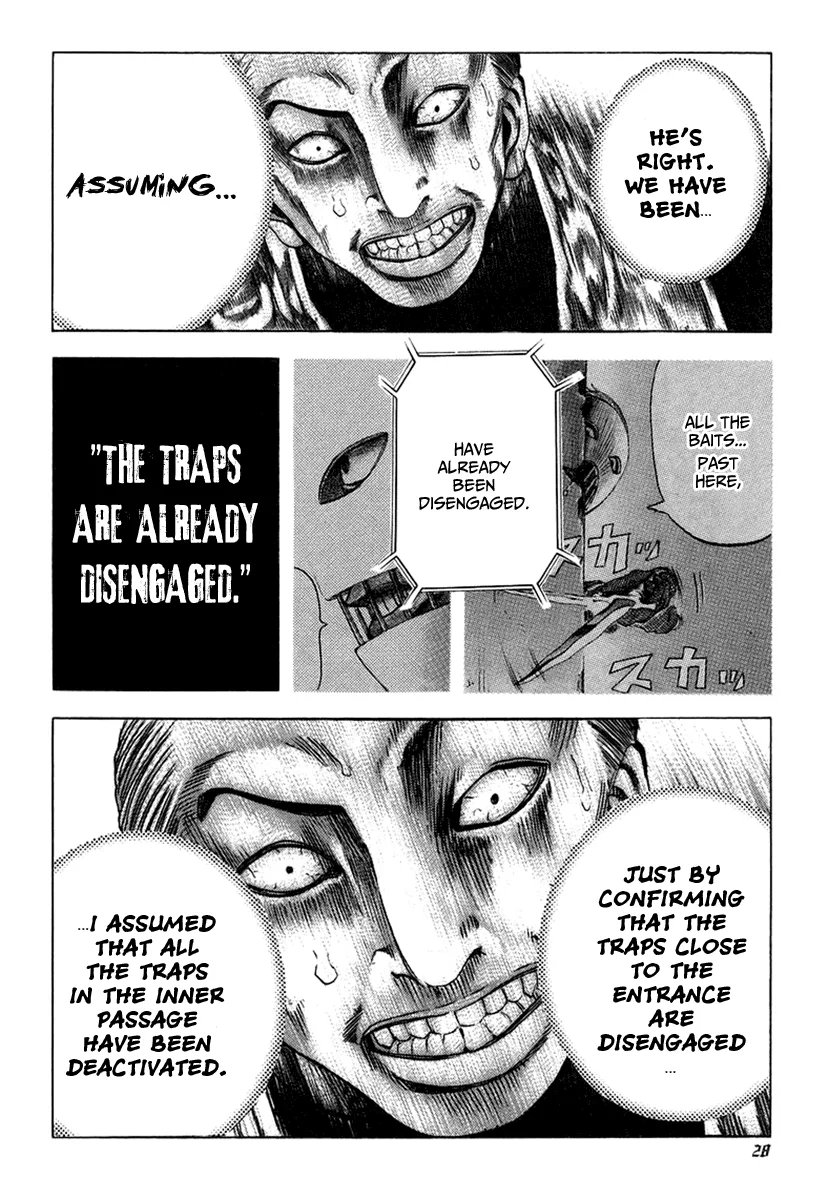 HE'S
RIGHT.
WE HAVE
BEEN...
ASSUMING...
ALL THE
BAITS...
PAST
HERE,
スカッ
スカッ
HAVE
ALREADY
BEEN
DISENGAGED.
"THE TRAPS
ARE ALREADY
DISENGAGED."
JUST BY
CONFIRMING
THAT THE
TRAPS CLOSE
TO THE
ENTRANCE
ARE
DISENGAGED
...
...I ASSUMED
THAT ALL
THE TRAPS
IN THE INNER
PASSAGE
HAVE BEEN
DEACTIVATED.
28